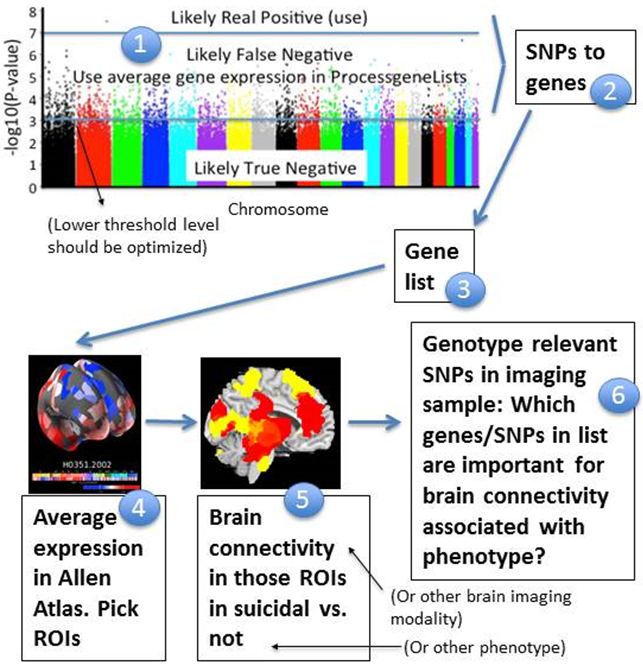 8
7
6
5
4
3
2
1
0
-log10(P-value)
Likely Real Positive (use)
1
Likely False Negative
Use average gene expression in ProcessgeneLists
Likely True Negative
Chromosome
(Lower threshold level
should be optimized)
SNPs to
genes
2
Gene
list
3
H0351.2002
4
Average
expression
in Allen
Atlas. Pick
ROIs
5
Brain
connectivity
in those ROIs
in suicidal vs.
not
6
Genotype relevant
SNPs in imaging
sample: Which
genes/SNPs in list
are important for
brain connectivity
associated with
phenotype?
(Or other brain imaging
modality)
(Or other phenotype)